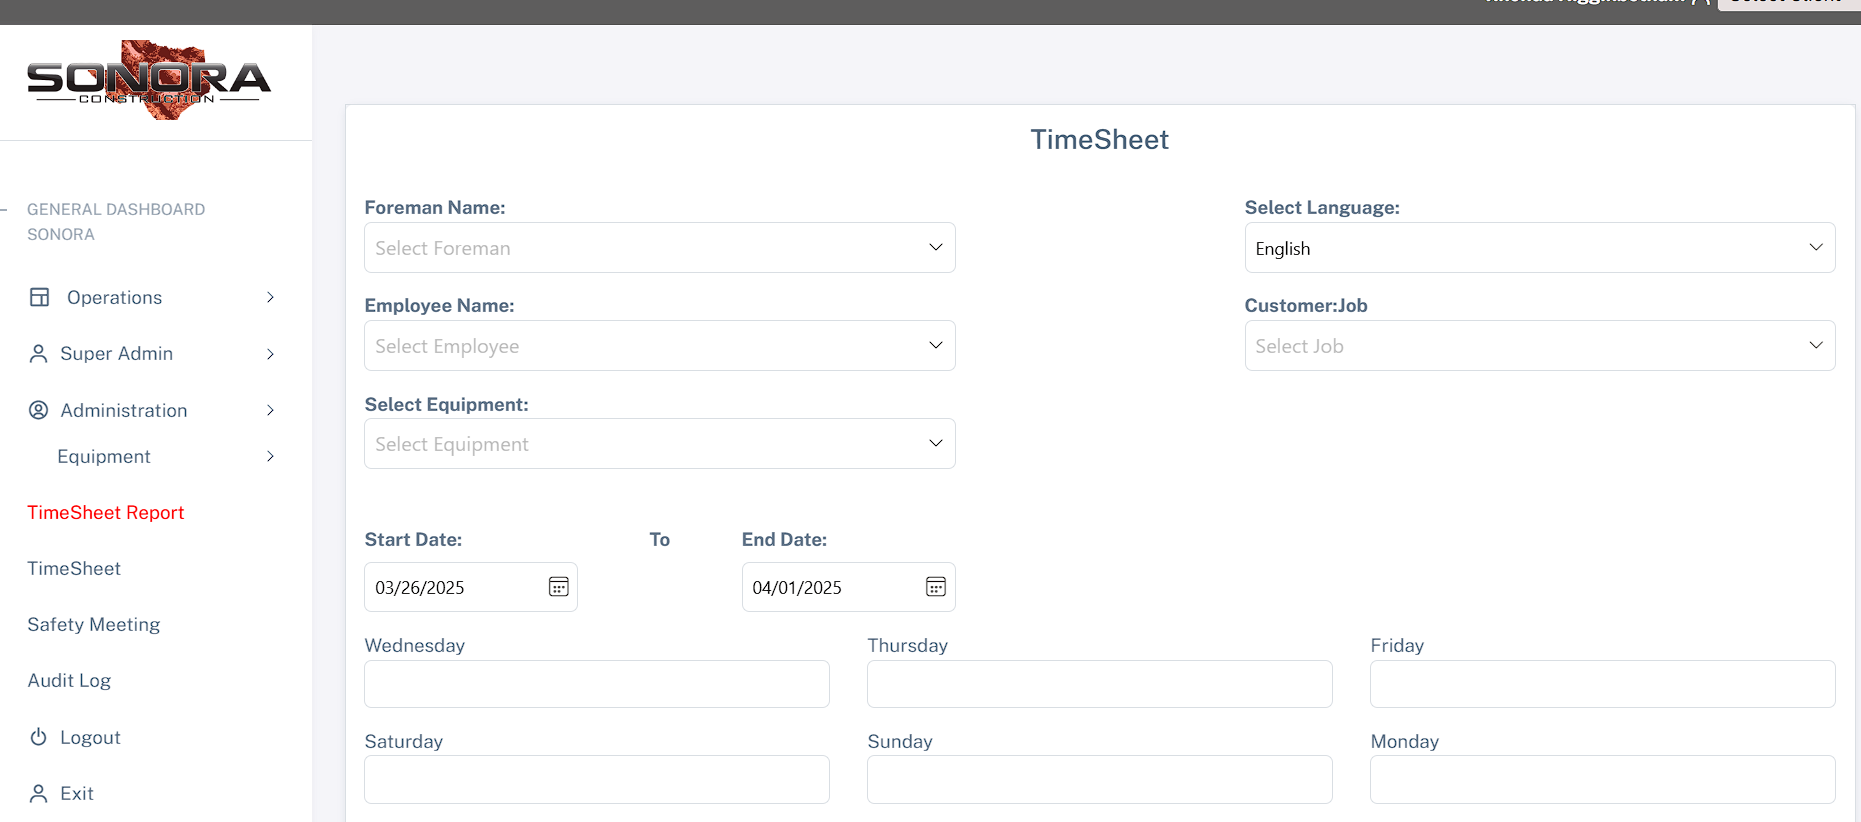 SONORA
CONSTRUCTION
GENERAL DASHBOARD
SONORA
Operations
Super Admin
Administration
Equipment
TimeSheet Report
TimeSheet
Safety Meeting
Audit Log
Logout
Exit
TimeSheet
Foreman Name:
Select Foreman
Select Language:
English
Employee Name:
Select Employee
Customer:Job
Select Job
Select Equipment:
Select Equipment
Start Date: To End Date:
03/26/2025 04/01/2025
Wednesday Thursday Friday
Saturday Sunday Monday